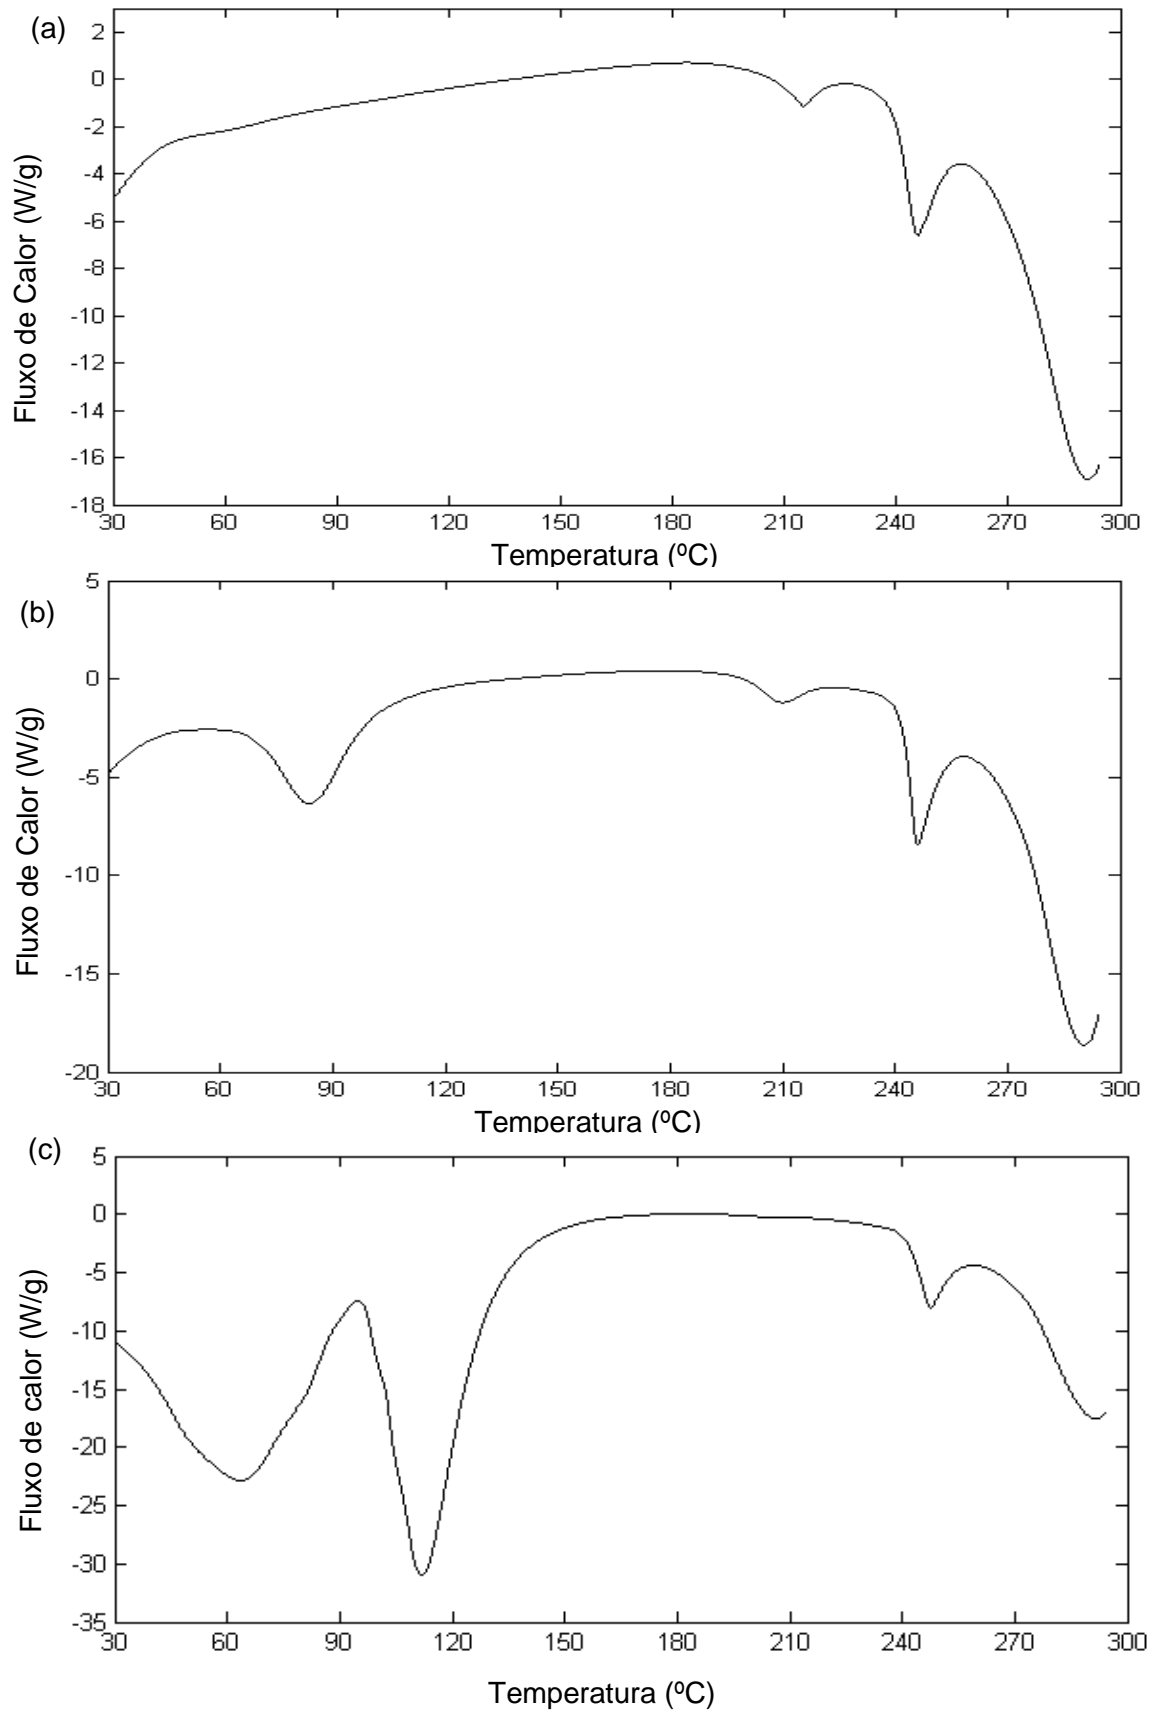 (a)
Fluxo de Calor (W/g)
2
0
-2
-4
-6
-8
-10
-12
-14
-16
-18
30 60 90 120 150 180 210 240 270 300
Temperatura (ºC)
(b)
Fluxo de Calor (W/g)
5
0
-5
-10
-15
-20
30 60 90 120 150 180 210 240 270 300
Temperatura (ºC)
(c)
Fluxo de calor (W/g)
5
0
-5
-10
-15
-20
-25
-30
-35
30 60 90 120 150 180 210 240 270 300
Temperatura (ºC)